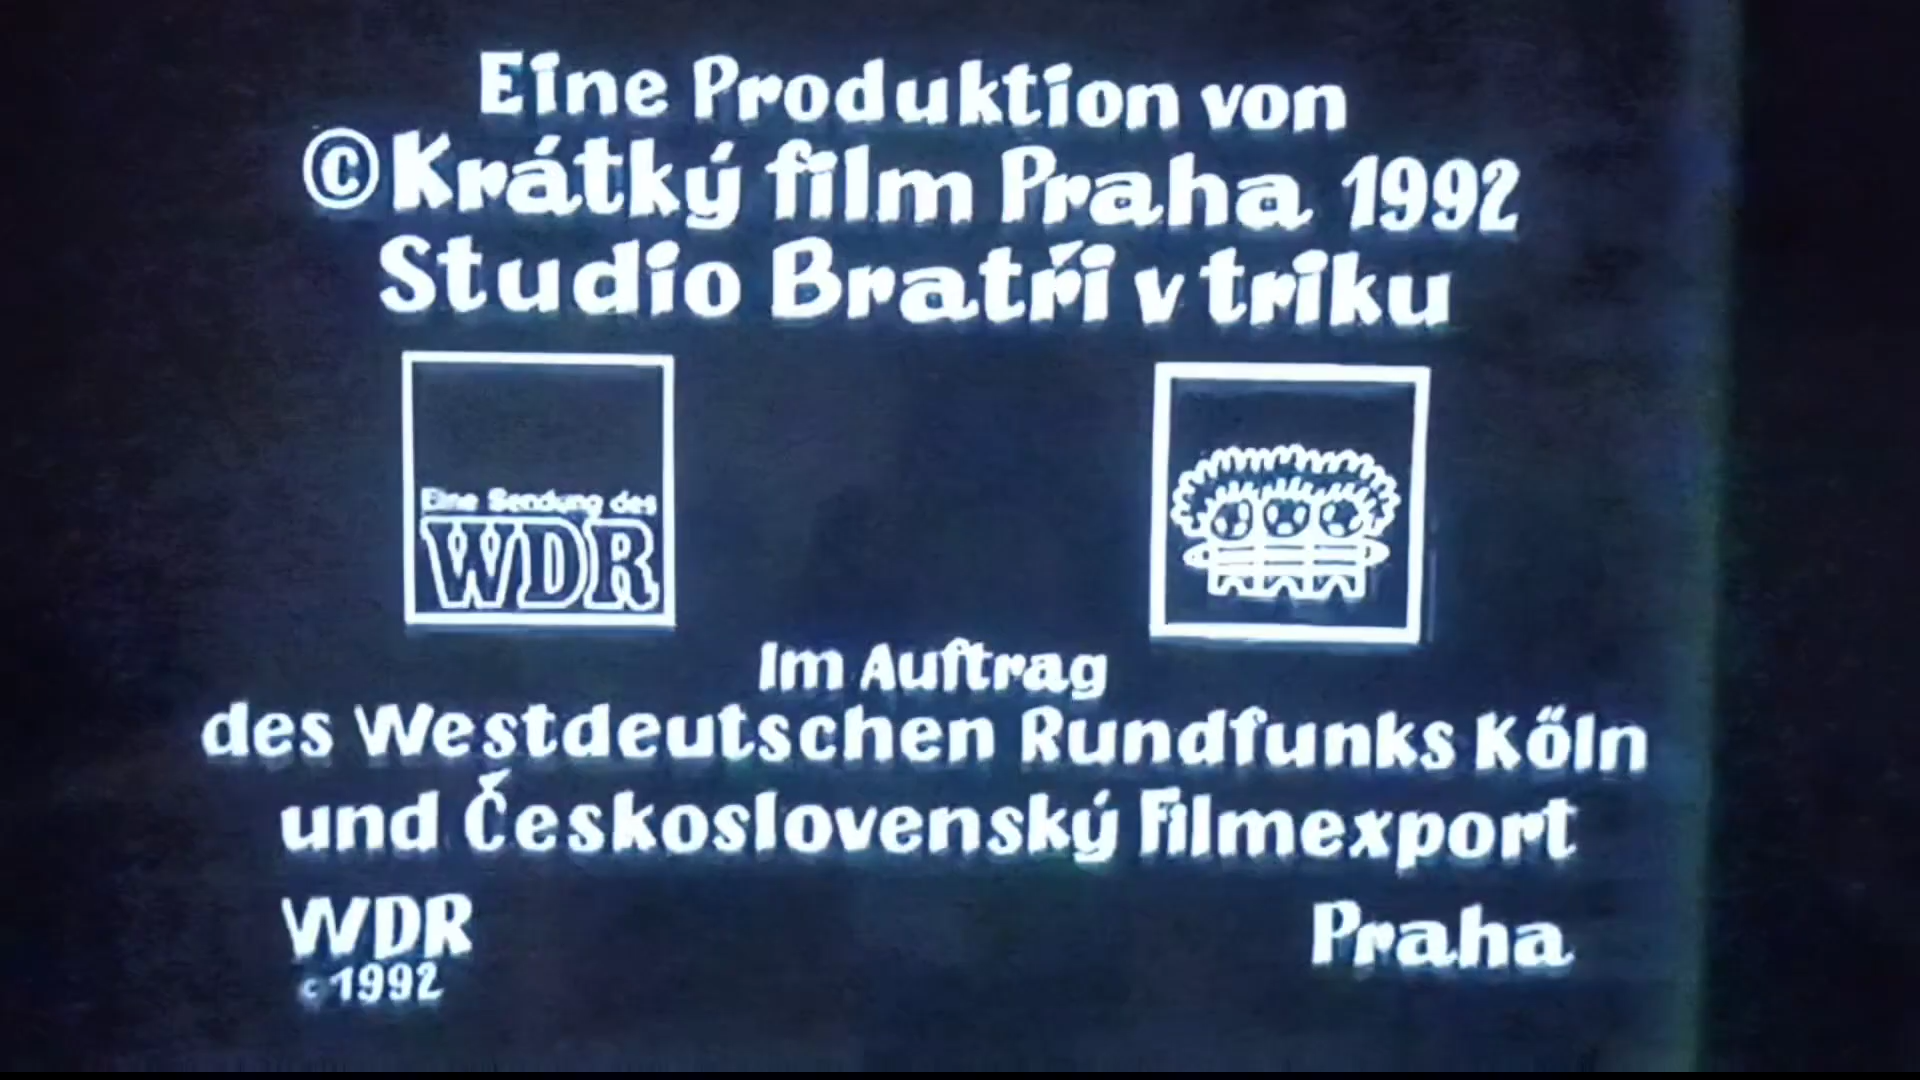 Eine Produktion von
©Krátký film Praha 1992
Studio Bratři v triku
Eine Sendung des
WDR
Im Auftrag
des Westdeutschen Rundfunks Köln
und Československý Filmexport
WDR
Praha
c 1992